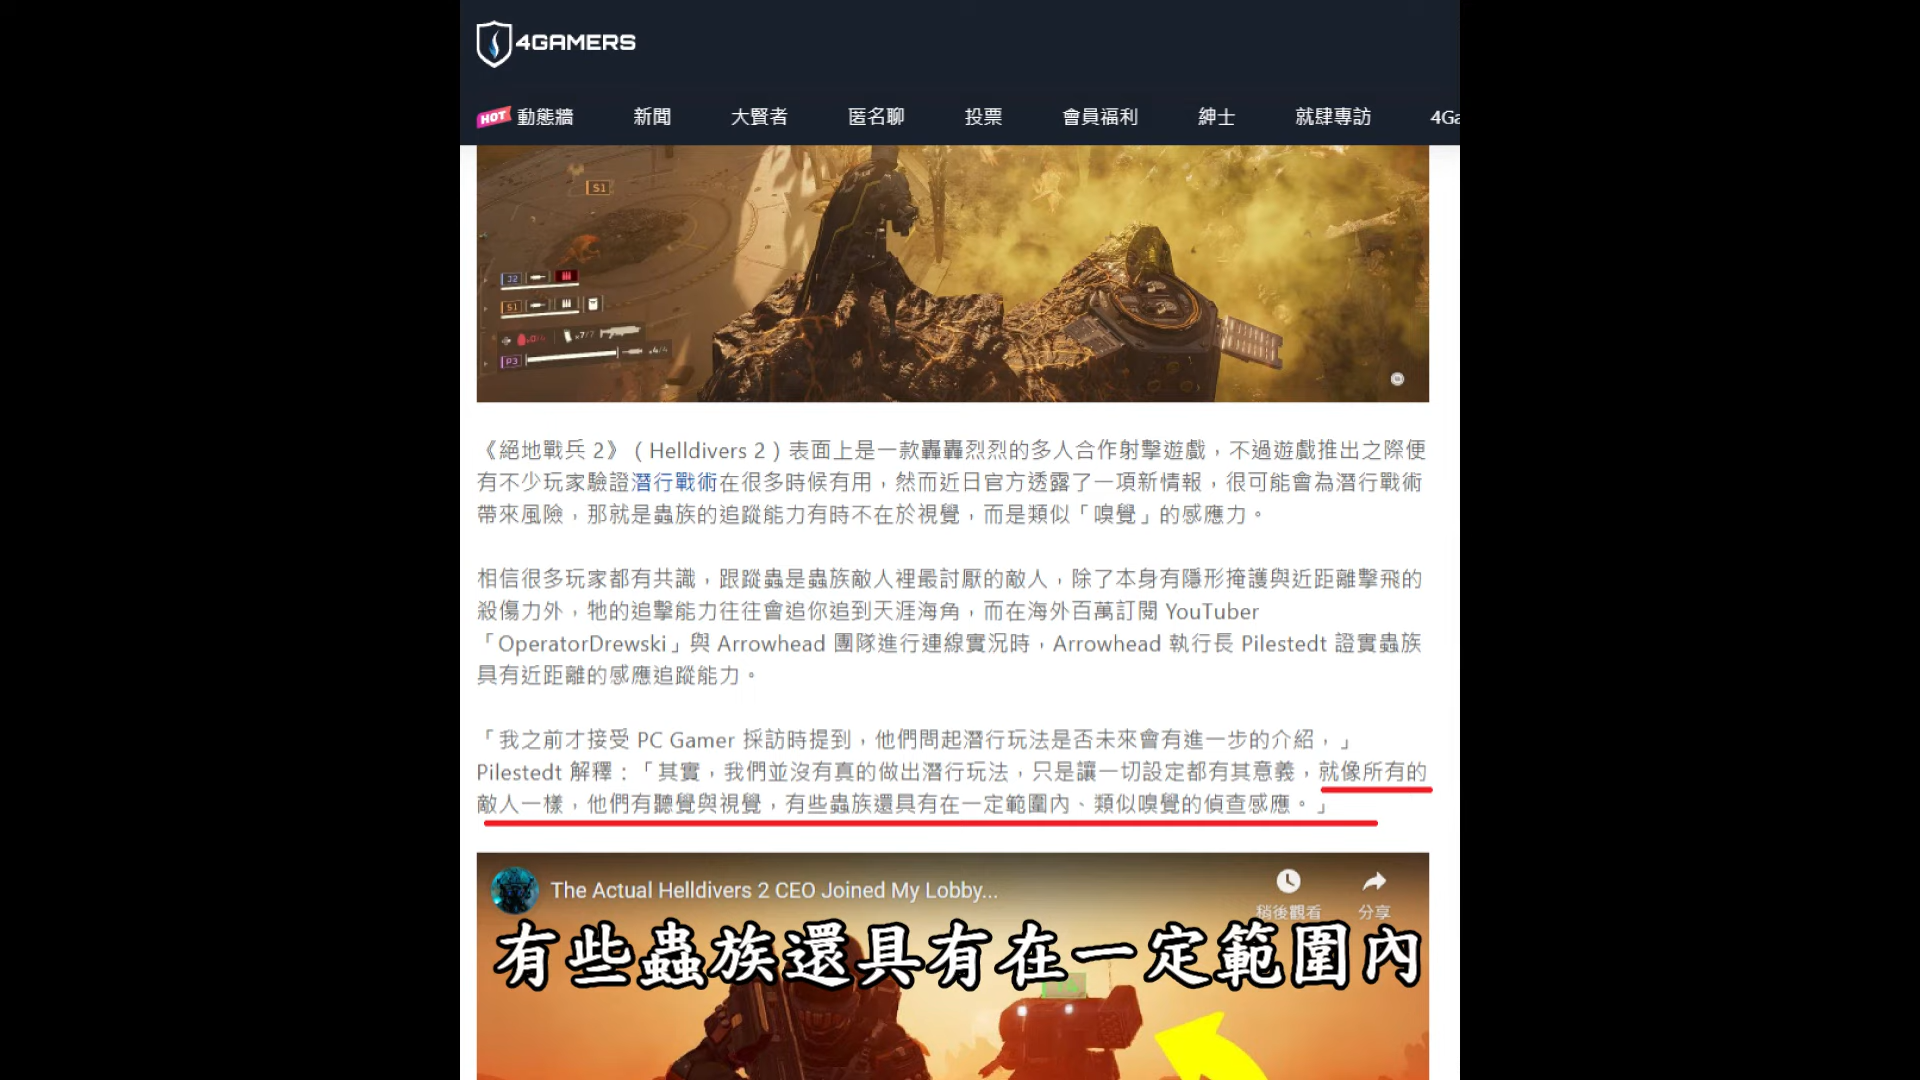 4GAMERS
HOT 動態牆 新聞 大賢者 匿名聊 投票 會員福利 紳士 就肆專訪 4Ga
S1
J2
S1
P3
《絕地戰兵 2》（Helldivers 2）表面上是一款轟轟烈烈的多人合作射擊遊戲，不過遊戲推出之際便
有不少玩家驗證潛行戰術在很多時候有用，然而近日官方透露了一項新情報，很可能會為潛行戰術
帶來風險，那就是蟲族的追蹤能力有時不在於視覺，而是類似「嗅覺」的感應力。
相信很多玩家都有共識，跟蹤蟲是蟲族敵人裡最討厭的敵人，除了本身有隱形掩護與近距離擊飛的
殺傷力外，牠的追擊能力往往會追你追到天涯海角，而在海外百萬訂閱 YouTuber
「OperatorDrewski」與 Arrowhead 團隊進行連線實況時，Arrowhead 執行長 Pilestedt 證實蟲族
具有近距離的感應追蹤能力。
「我之前才接受 PC Gamer 採訪時提到，他們問起潛行玩法是否未來會有進一步的介紹，」
Pilestedt 解釋：「其實，我們並沒有真的做出潛行玩法，只是讓一切設定都有其意義，就像所有的
敵人一樣，他們有聽覺與視覺，有些蟲族還具有在一定範圍內、類似嗅覺的偵查感應。」
The Actual Helldivers 2 CEO Joined My Lobby...
稍後觀看 分享
有些蟲族還具有在一定範圍內